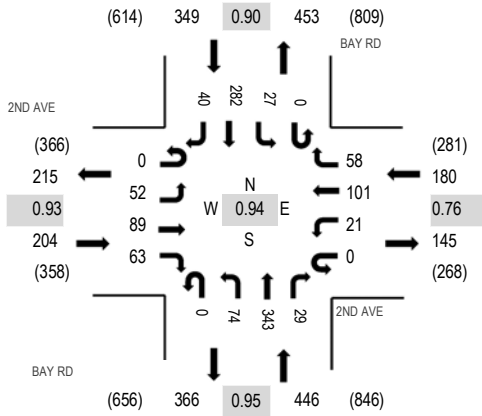 (614) 349 0.90 453 (809)
BAY RD
2ND AVE
40 282 27 0
(366) (281)
0 58
215 180
52 N 101
0.93 W 0.94 E 0.76
89 S 21
204 145
63 0
(358) (268)
0 74 343 29
2ND AVE
BAY RD
(656) 366 0.95 446 (846)